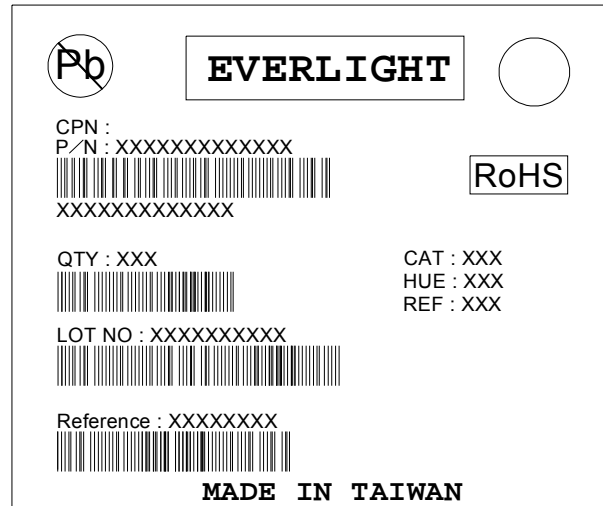 Pb
EVERLIGHT
CPN :
P/N : XXXXXXXXXXXXX
RoHS
XXXXXXXXXXXXX
QTY : XXX
CAT : XXX
HUE : XXX
REF : XXX
LOT NO : XXXXXXXXXX
Reference : XXXXXXXX
MADE IN TAIWAN